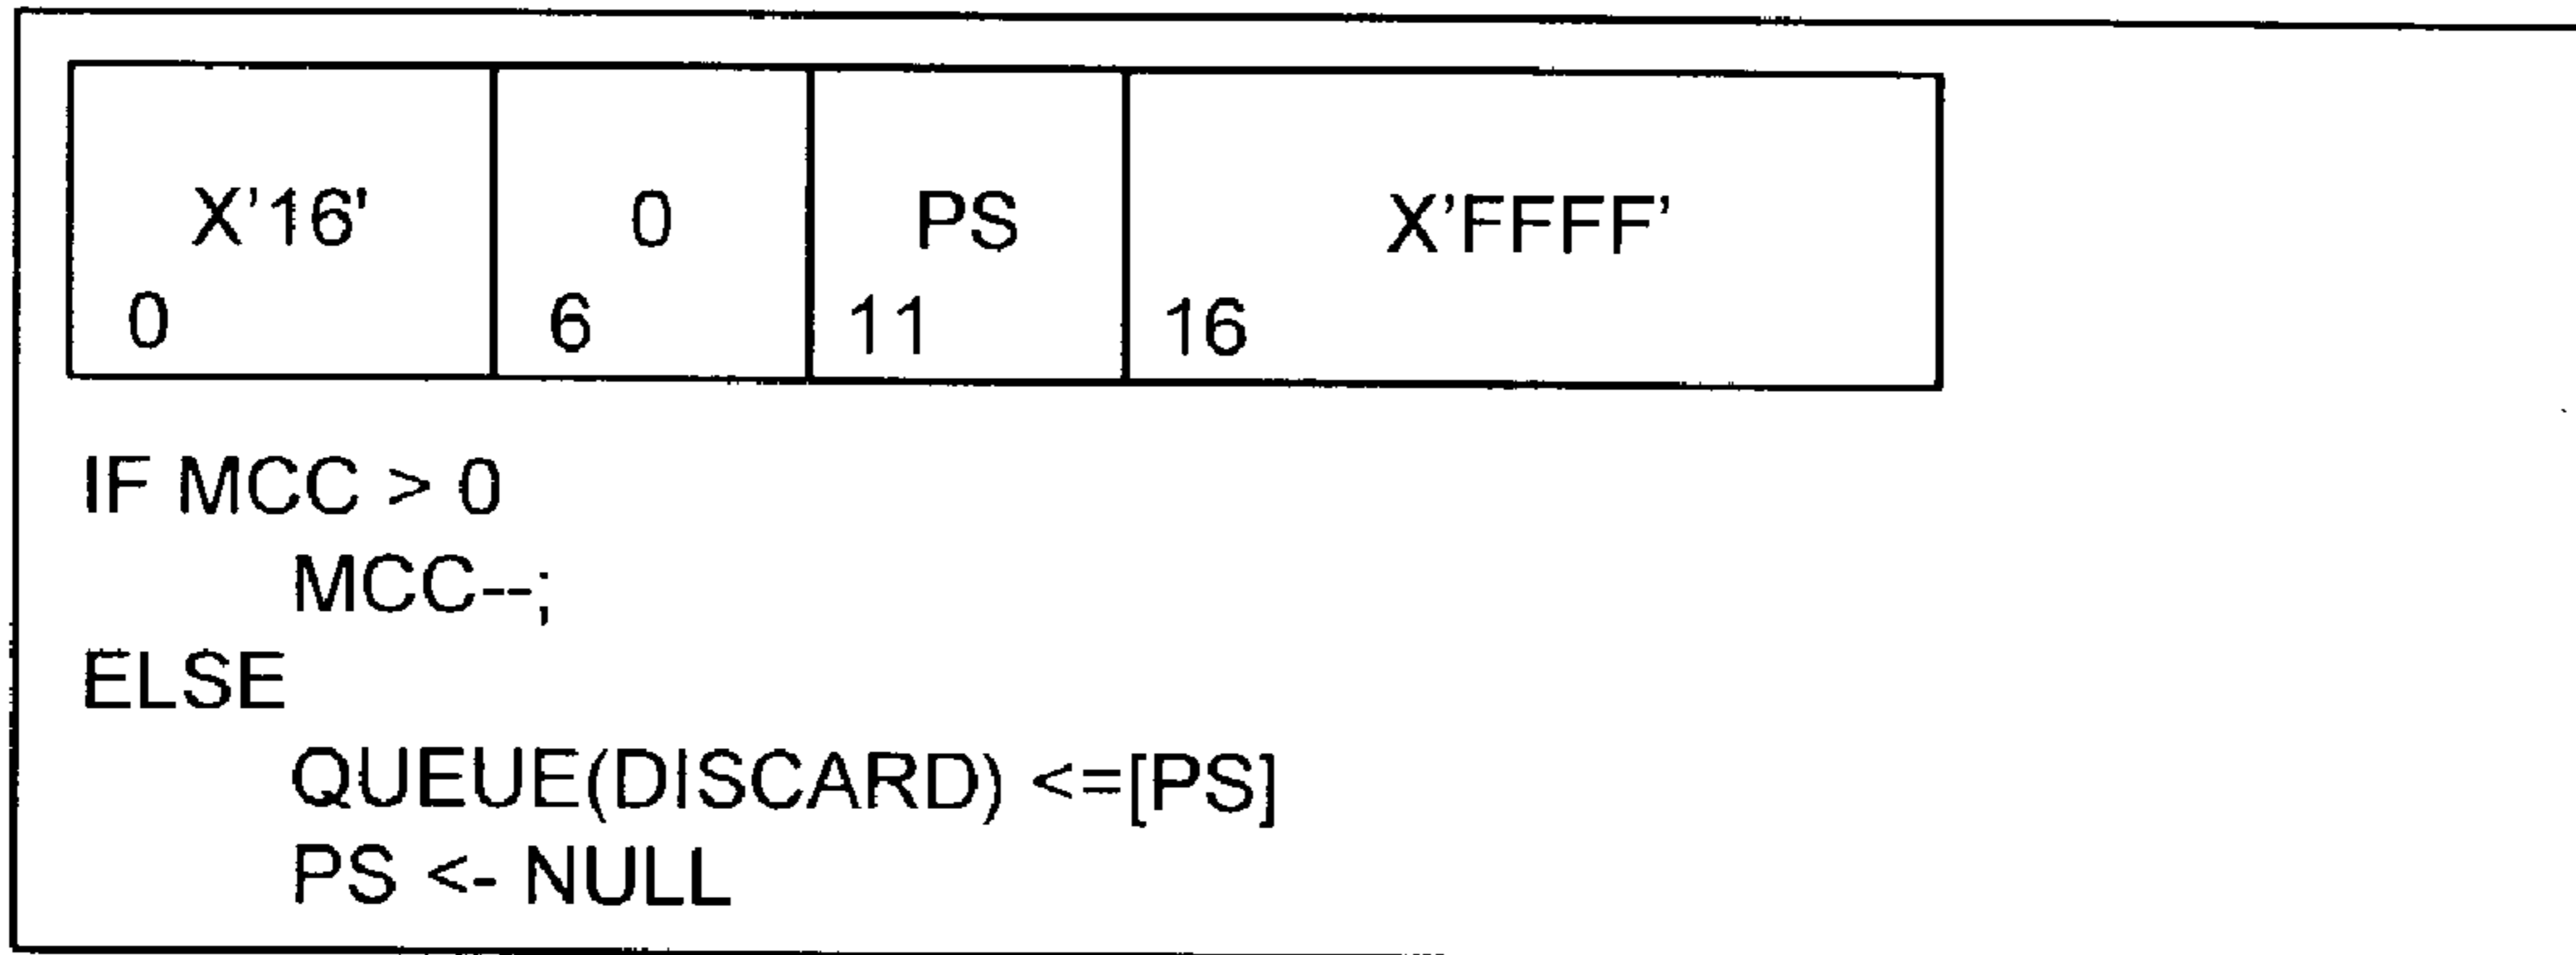 X'16' 0 PS X'FFFF'
0 6 11 16
IF MCC > 0
MCC--;
ELSE
QUEUE(DISCARD) <=[PS]
PS <- NULL